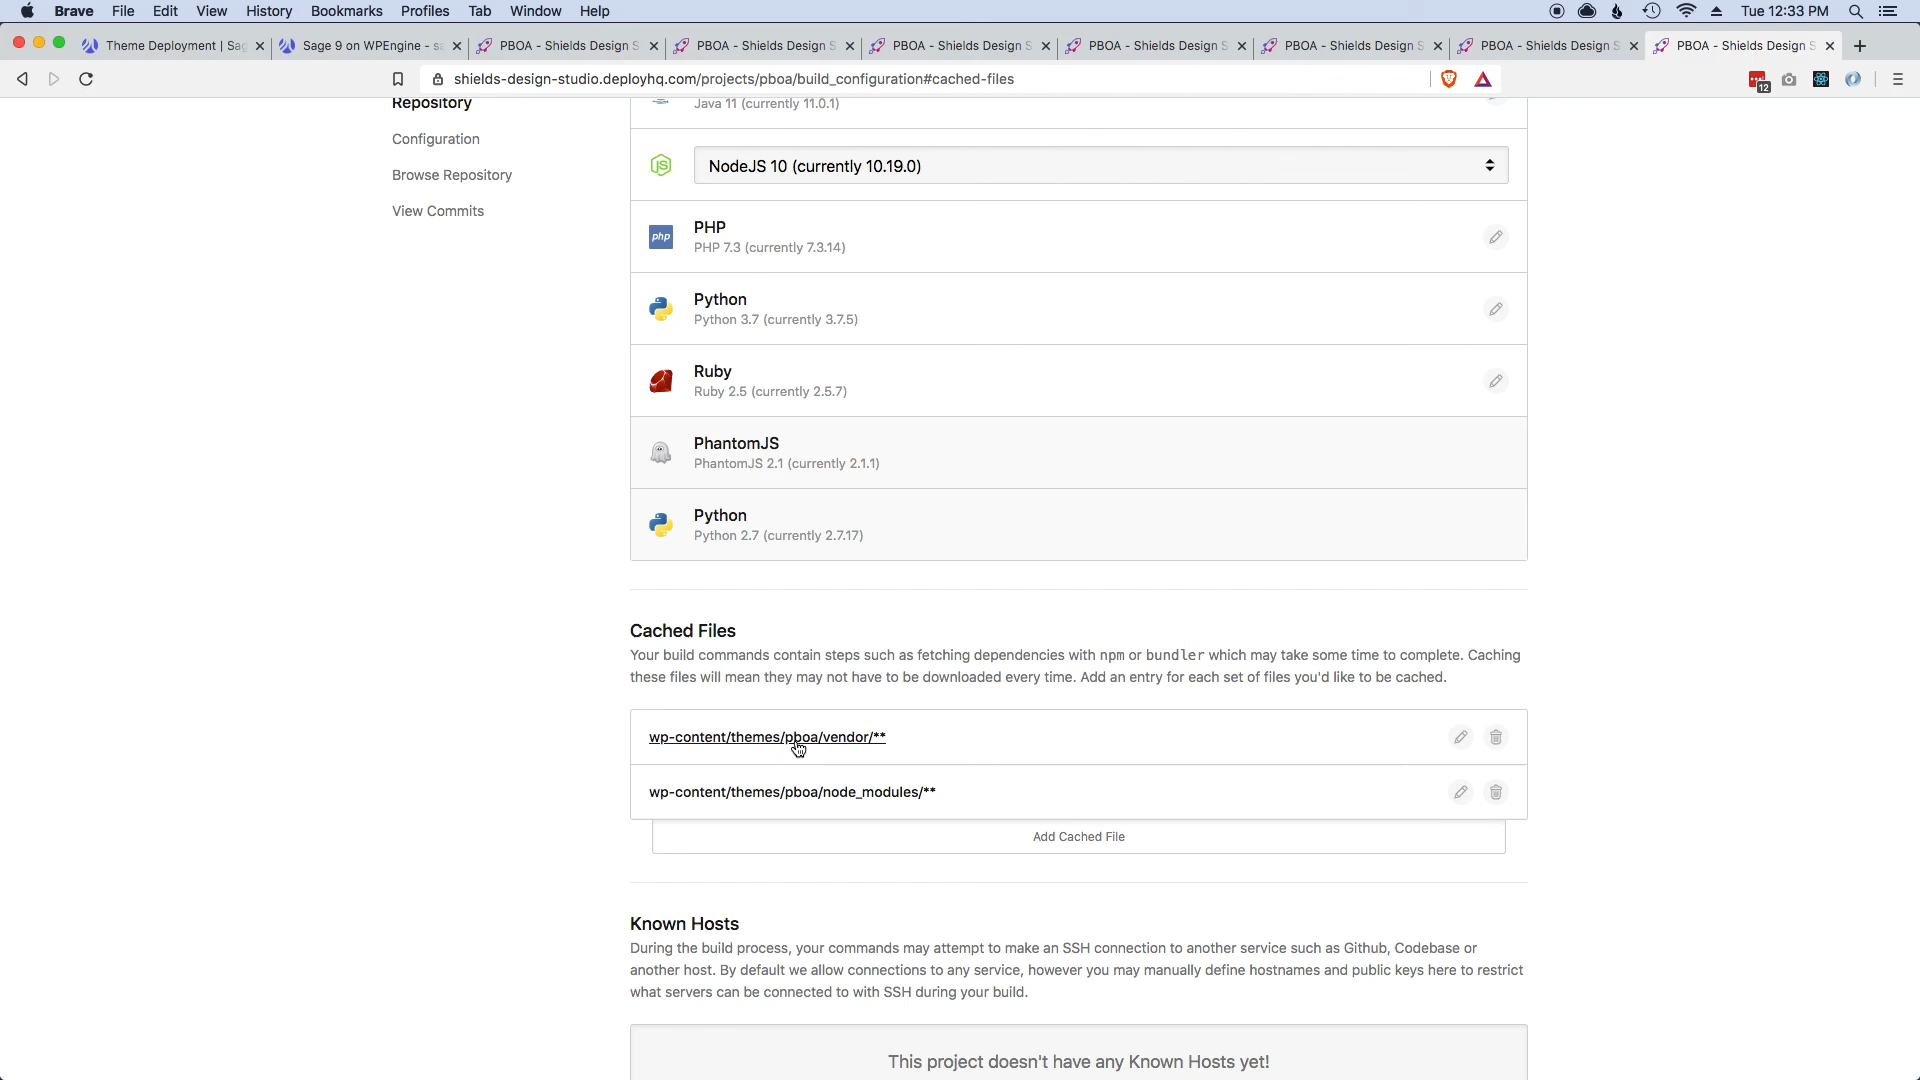 Brave File Edit View History Bookmarks Profiles Tab Window Help Tue 12:33 PM
Theme Deployment | Sag Sage 9 on WPEngine - sa PBOA - Shields Design S PBOA - Shields Design S PBOA - Shields Design S PBOA - Shields Design S PBOA - Shields Design S PBOA - Shields Design S PBOA - Shields Design S
shields-design-studio.deployhq.com/projects/pboa/build_configuration#cached-files
12
Repository
Configuration
Browse Repository
View Commits
Java 11 (currently 11.0.1)
JS
NodeJS 10 (currently 10.19.0)
php
PHP
PHP 7.3 (currently 7.3.14)
Python
Python 3.7 (currently 3.7.5)
Ruby
Ruby 2.5 (currently 2.5.7)
PhantomJS
PhantomJS 2.1 (currently 2.1.1)
Python
Python 2.7 (currently 2.7.17)
Cached Files
Your build commands contain steps such as fetching dependencies with npm or bundler which may take some time to complete. Caching
these files will mean they may not have to be downloaded every time. Add an entry for each set of files you'd like to be cached.
wp-content/themes/pboa/vendor/**
wp-content/themes/pboa/node_modules/**
Add Cached File
Known Hosts
During the build process, your commands may attempt to make an SSH connection to another service such as Github, Codebase or
another host. By default we allow connections to any service, however you may manually define hostnames and public keys here to restrict
what servers can be connected to with SSH during your build.
This project doesn't have any Known Hosts yet!